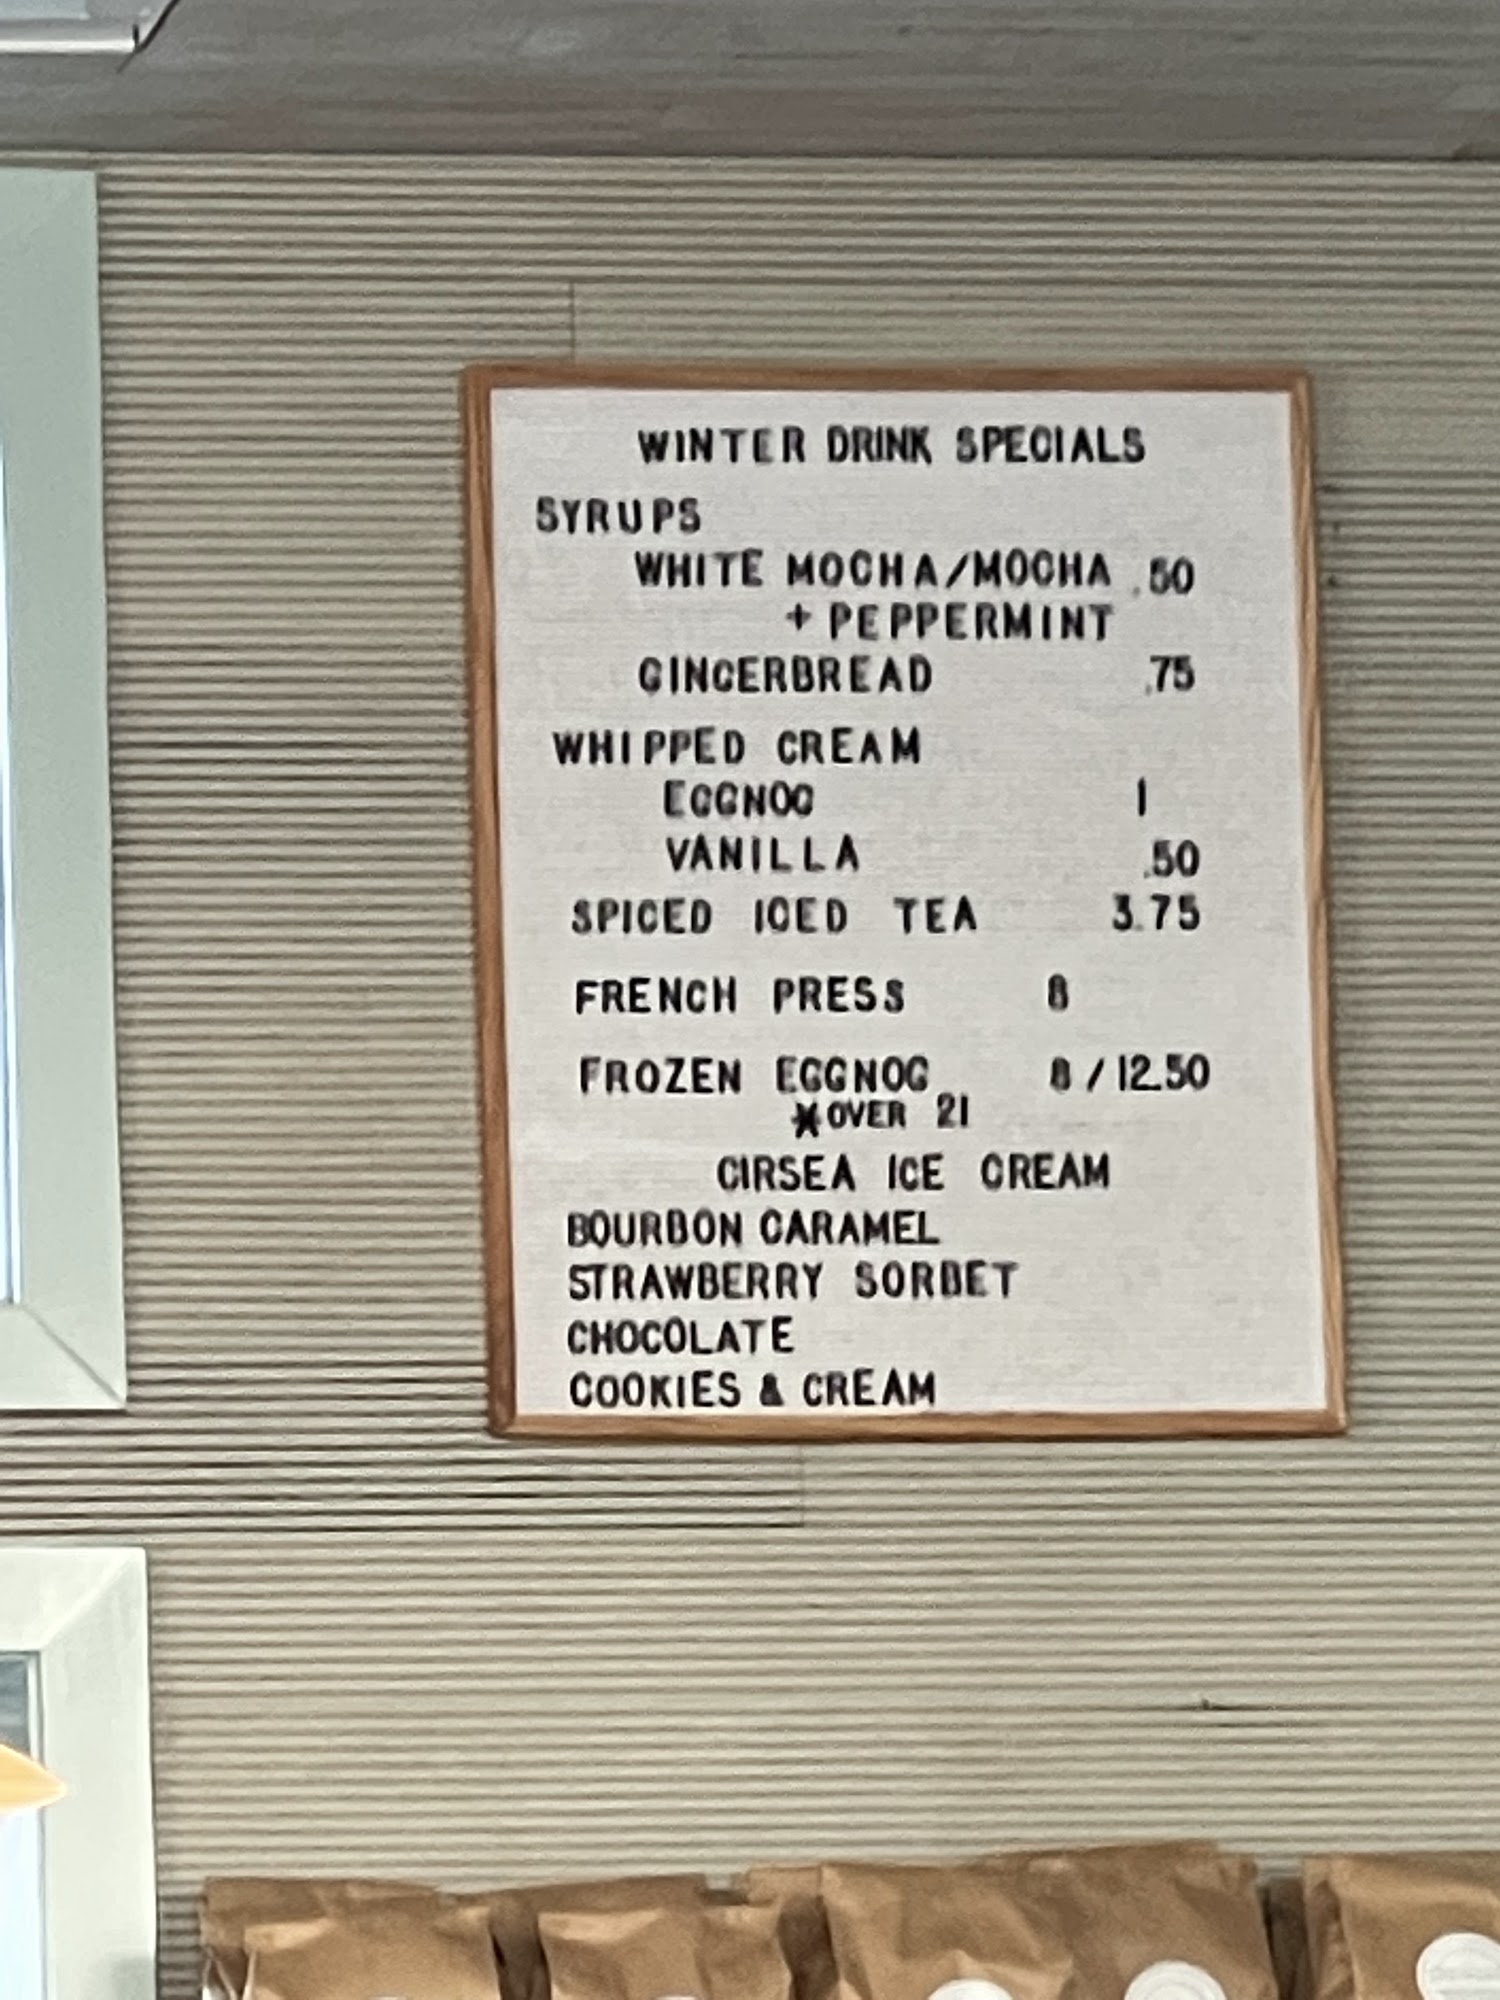 WINTER DRINK SPECIALS
SYRUPS
WHITE MOCHA/MOCHA .50
+ PEPPERMINT
GINGERBREAD .75
WHIPPED CREAM
EGGNOG 1
VANILLA .50
SPICED ICED TEA 3.75
FRENCH PRESS 8
FROZEN EGGNOG 8 / 12.50
*OVER 21
CIRSEA ICE CREAM
BOURBON CARAMEL
STRAWBERRY SORBET
CHOCOLATE
COOKIES & CREAM